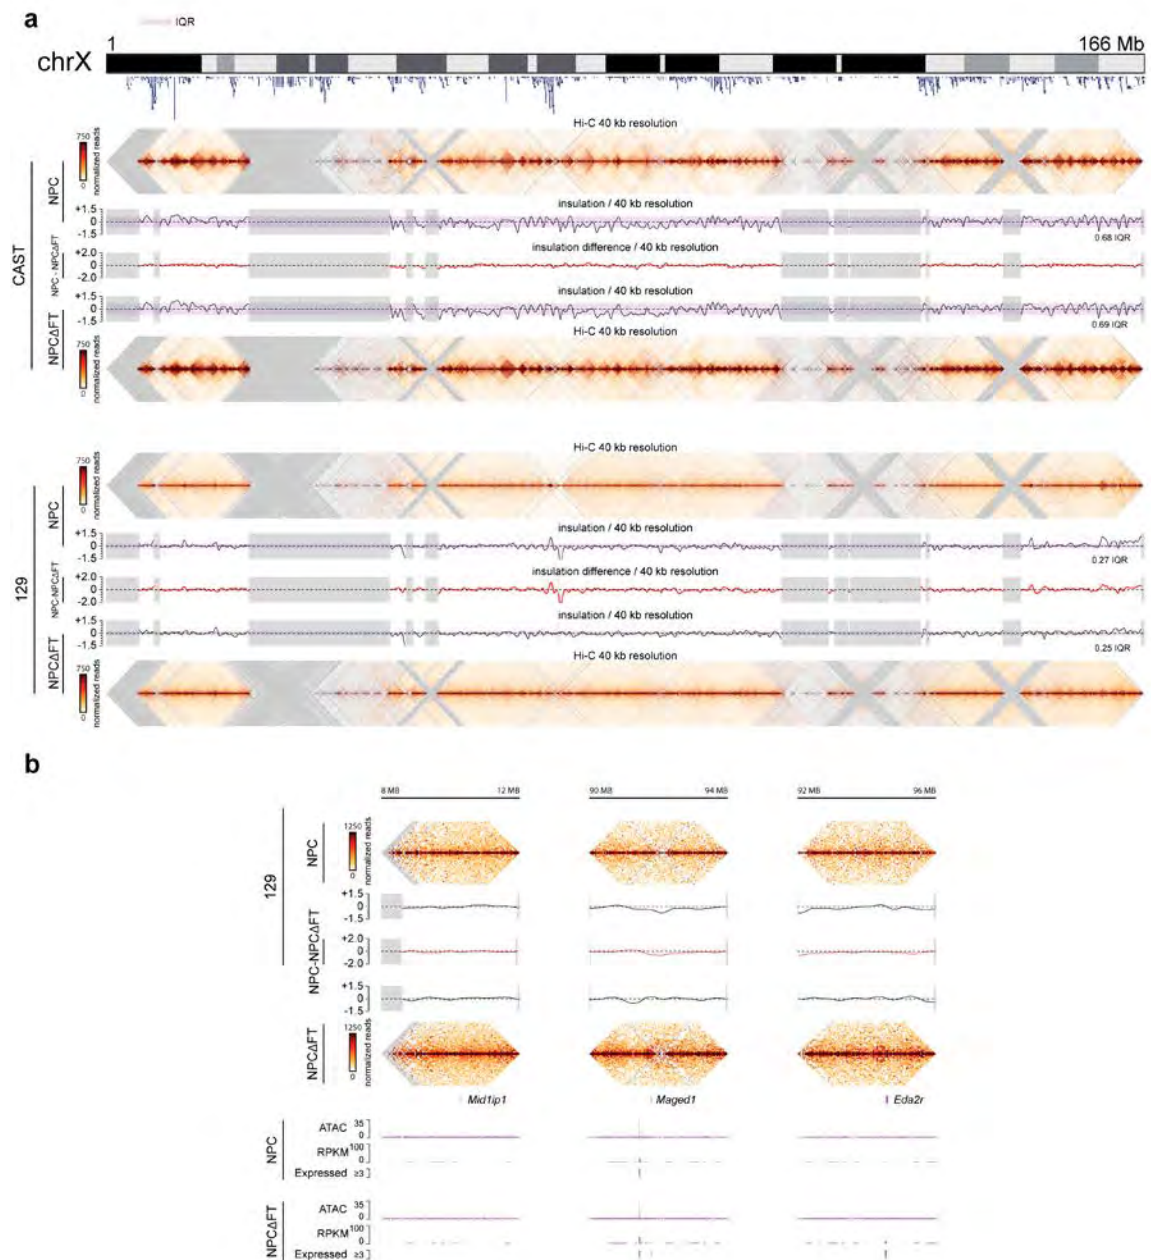 a
IQR
1
166 Mb
chrX
Hi-C 40 kb resolution
750
0
normalized reads
NPC
CAST
+1.5
0
-1.5
insulation / 40 kb resolution
0.68 IQR
NPC - NPCΔFT
+2.0
0
-2.0
insulation difference / 40 kb resolution
+1.5
0
-1.5
insulation / 40 kb resolution
0.69 IQR
NPCΔFT
Hi-C 40 kb resolution
750
0
normalized reads
Hi-C 40 kb resolution
750
0
normalized reads
NPC
129
+1.5
0
-1.5
insulation / 40 kb resolution
0.27 IQR
NPC-NPCΔFT
+2.0
0
-2.0
insulation difference / 40 kb resolution
+1.5
0
-1.5
insulation / 40 kb resolution
0.25 IQR
NPCΔFT
Hi-C 40 kb resolution
750
0
normalized reads
b
8 MB 12 MB 90 MB 94 MB 92 MB 96 MB
129
NPC
1250
0
normalized reads
+1.5
0
-1.5
NPC-NPCΔFT
+2.0
0
-2.0
+1.5
0
-1.5
NPCΔFT
1250
0
normalized reads
Mid1ip1 Maged1 Eda2r
NPC
ATAC 35
0
RPKM 100
0
Expressed ≥3
NPCΔFT
ATAC 35
0
RPKM 100
0
Expressed ≥3